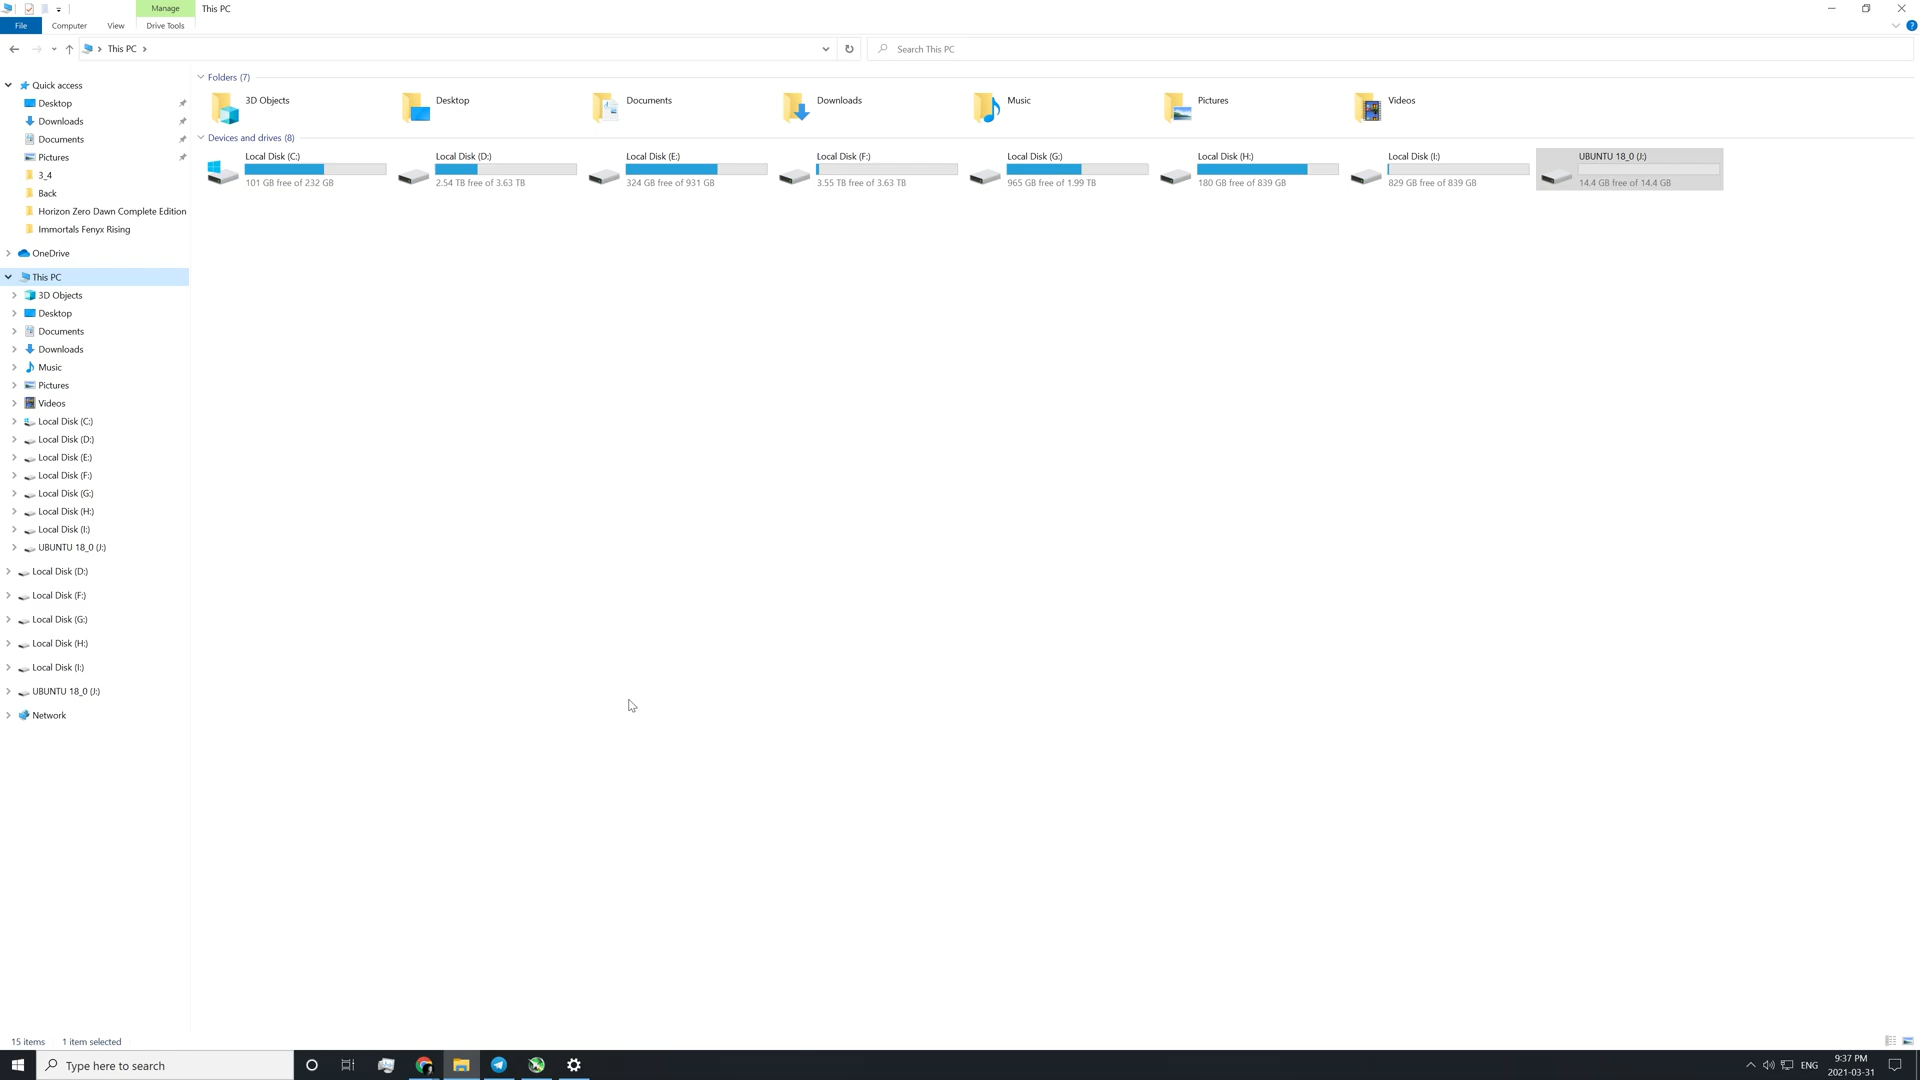 Manage
This PC
File
Computer
View
Drive Tools
This PC
Search This PC
Folders (7)
3D Objects
Desktop
Documents
Downloads
Music
Pictures
Videos
Devices and drives (8)
Local Disk (C:)
101 GB free of 232 GB
Local Disk (D:)
2.54 TB free of 3.63 TB
Local Disk (E:)
324 GB free of 931 GB
Local Disk (F:)
3.55 TB free of 3.63 TB
Local Disk (G:)
965 GB free of 1.99 TB
Local Disk (H:)
180 GB free of 839 GB
Local Disk (I:)
829 GB free of 839 GB
UBUNTU 18_0 (J:)
14.4 GB free of 14.4 GB
Quick access
Desktop
Downloads
Documents
Pictures
3_4
Back
Horizon Zero Dawn Complete Edition
Immortals Fenyx Rising
OneDrive
This PC
3D Objects
Desktop
Documents
Downloads
Music
Pictures
Videos
Local Disk (C:)
Local Disk (D:)
Local Disk (E:)
Local Disk (F:)
Local Disk (G:)
Local Disk (H:)
Local Disk (I:)
UBUNTU 18_0 (J:)
Local Disk (D:)
Local Disk (F:)
Local Disk (G:)
Local Disk (H:)
Local Disk (I:)
UBUNTU 18_0 (J:)
Network
15 items
1 item selected
Type here to search
ENG
9:37 PM
2021-03-31